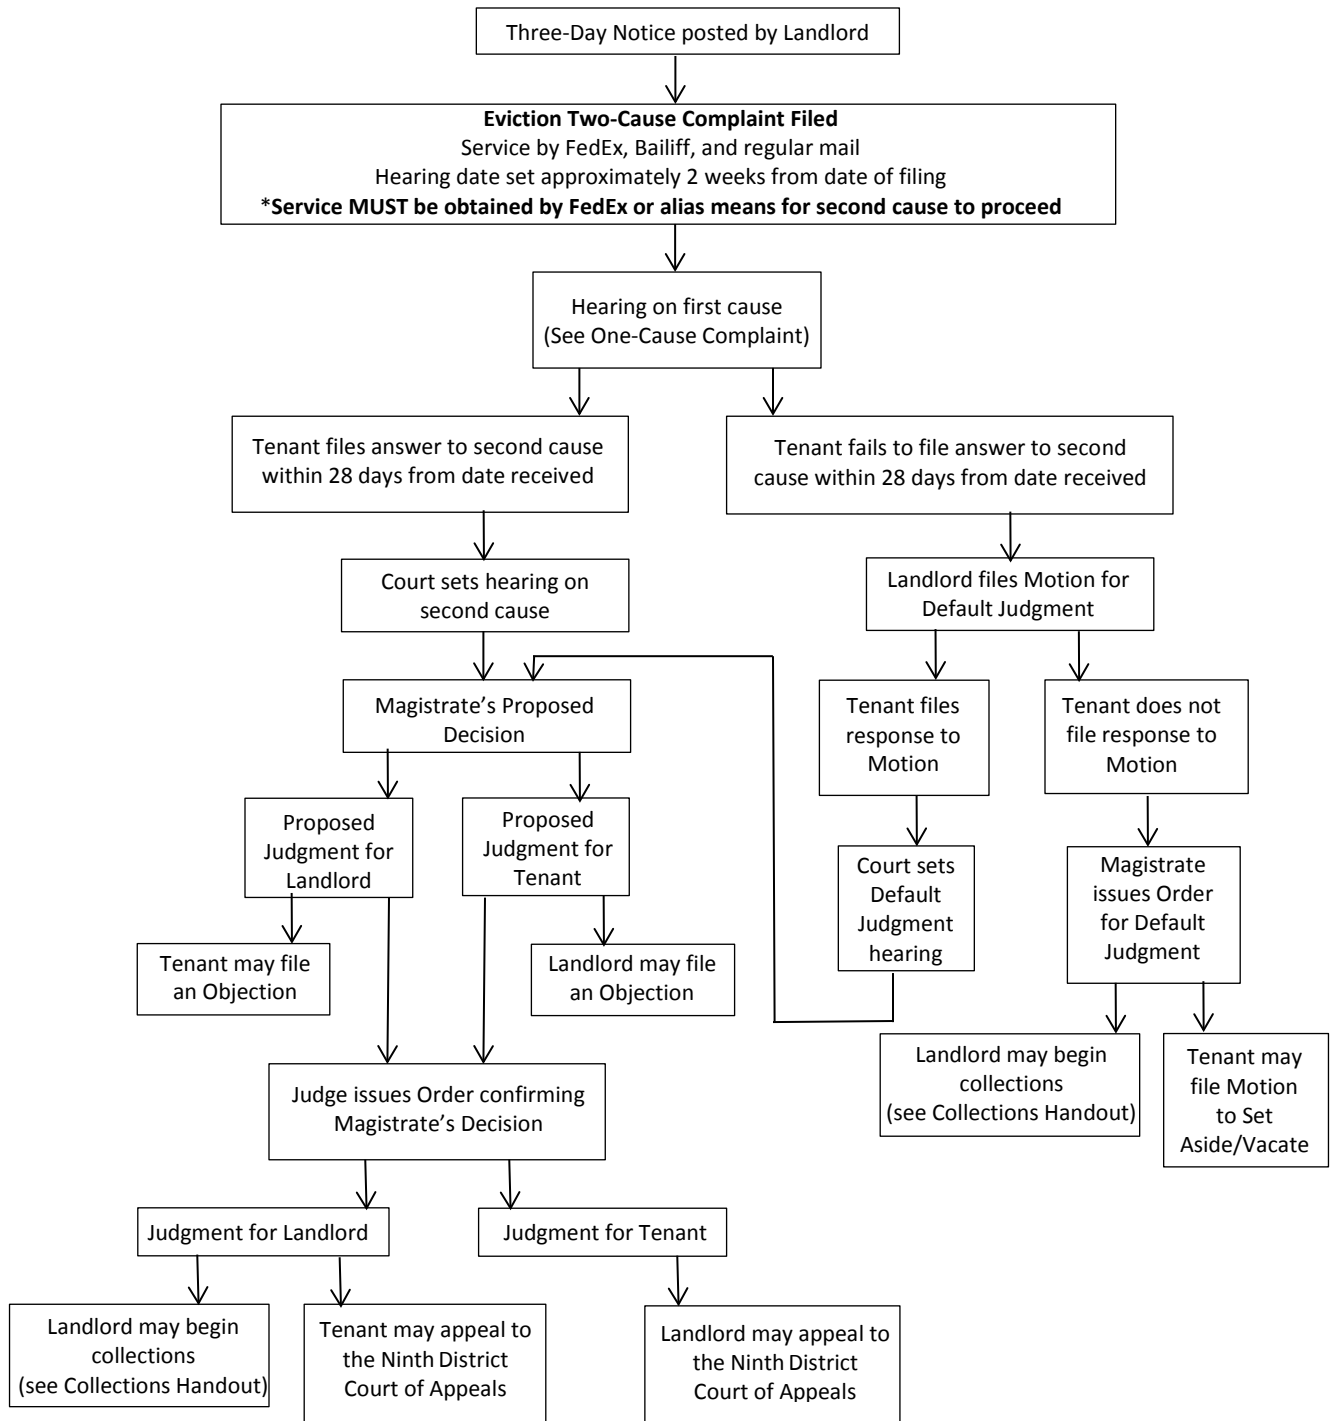 Three-Day Notice posted by Landlord
Eviction Two-Cause Complaint Filed
Service by FedEx, Bailiff, and regular mail
Hearing date set approximately 2 weeks from date of filing
*Service MUST be obtained by FedEx or alias means for second cause to proceed
Hearing on first cause
(See One-Cause Complaint)
Tenant files answer to second cause
within 28 days from date received
Tenant fails to file answer to second
cause within 28 days from date received
Court sets hearing on
second cause
Landlord files Motion for
Default Judgment
Magistrate’s Proposed
Decision
Tenant files
response to
Motion
Tenant does not
file response to
Motion
Proposed
Judgment for
Landlord
Proposed
Judgment for
Tenant
Court sets
Default
Judgment
hearing
Magistrate
issues Order
for Default
Judgment
Tenant may file
an Objection
Landlord may file
an Objection
Landlord may begin
collections
(see Collections Handout)
Tenant may
file Motion
to Set
Aside/Vacate
Judge issues Order confirming
Magistrate’s Decision
Judgment for Landlord
Judgment for Tenant
Landlord may begin
collections
(see Collections Handout)
Tenant may appeal to
the Ninth District
Court of Appeals
Landlord may appeal to
the Ninth District
Court of Appeals